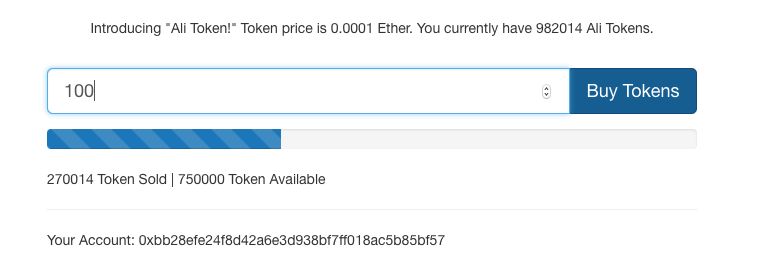 Introducing "Ali Token!" Token price is 0.0001 Ether. You currently have 982014 Ali Tokens.
100 Buy Tokens
270014 Token Sold | 750000 Token Available
Your Account: 0xbb28efe24f8d42a6e3d938bf7ff018ac5b85bf57